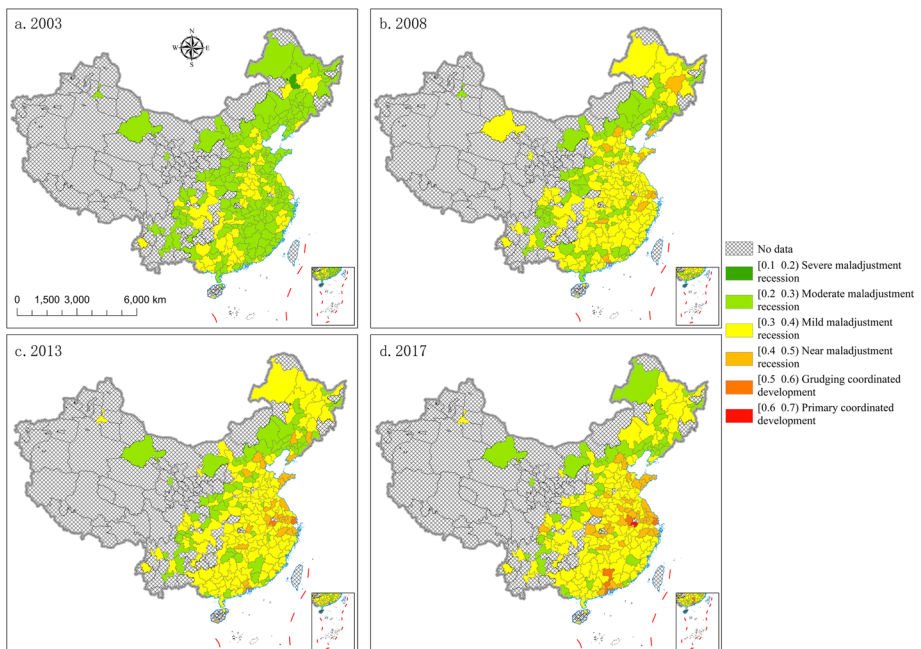 a. 2003
N
W E
S
0 1,500 3,000 6,000 km
b. 2008
c. 2013
d. 2017
No data
[0.1 0.2) Severe maladjustment
recession
[0.2 0.3) Moderate maladjustment
recession
[0.3 0.4) Mild maladjustment
recession
[0.4 0.5) Near maladjustment
recession
[0.5 0.6) Grudging coordinated
development
[0.6 0.7) Primary coordinated
development